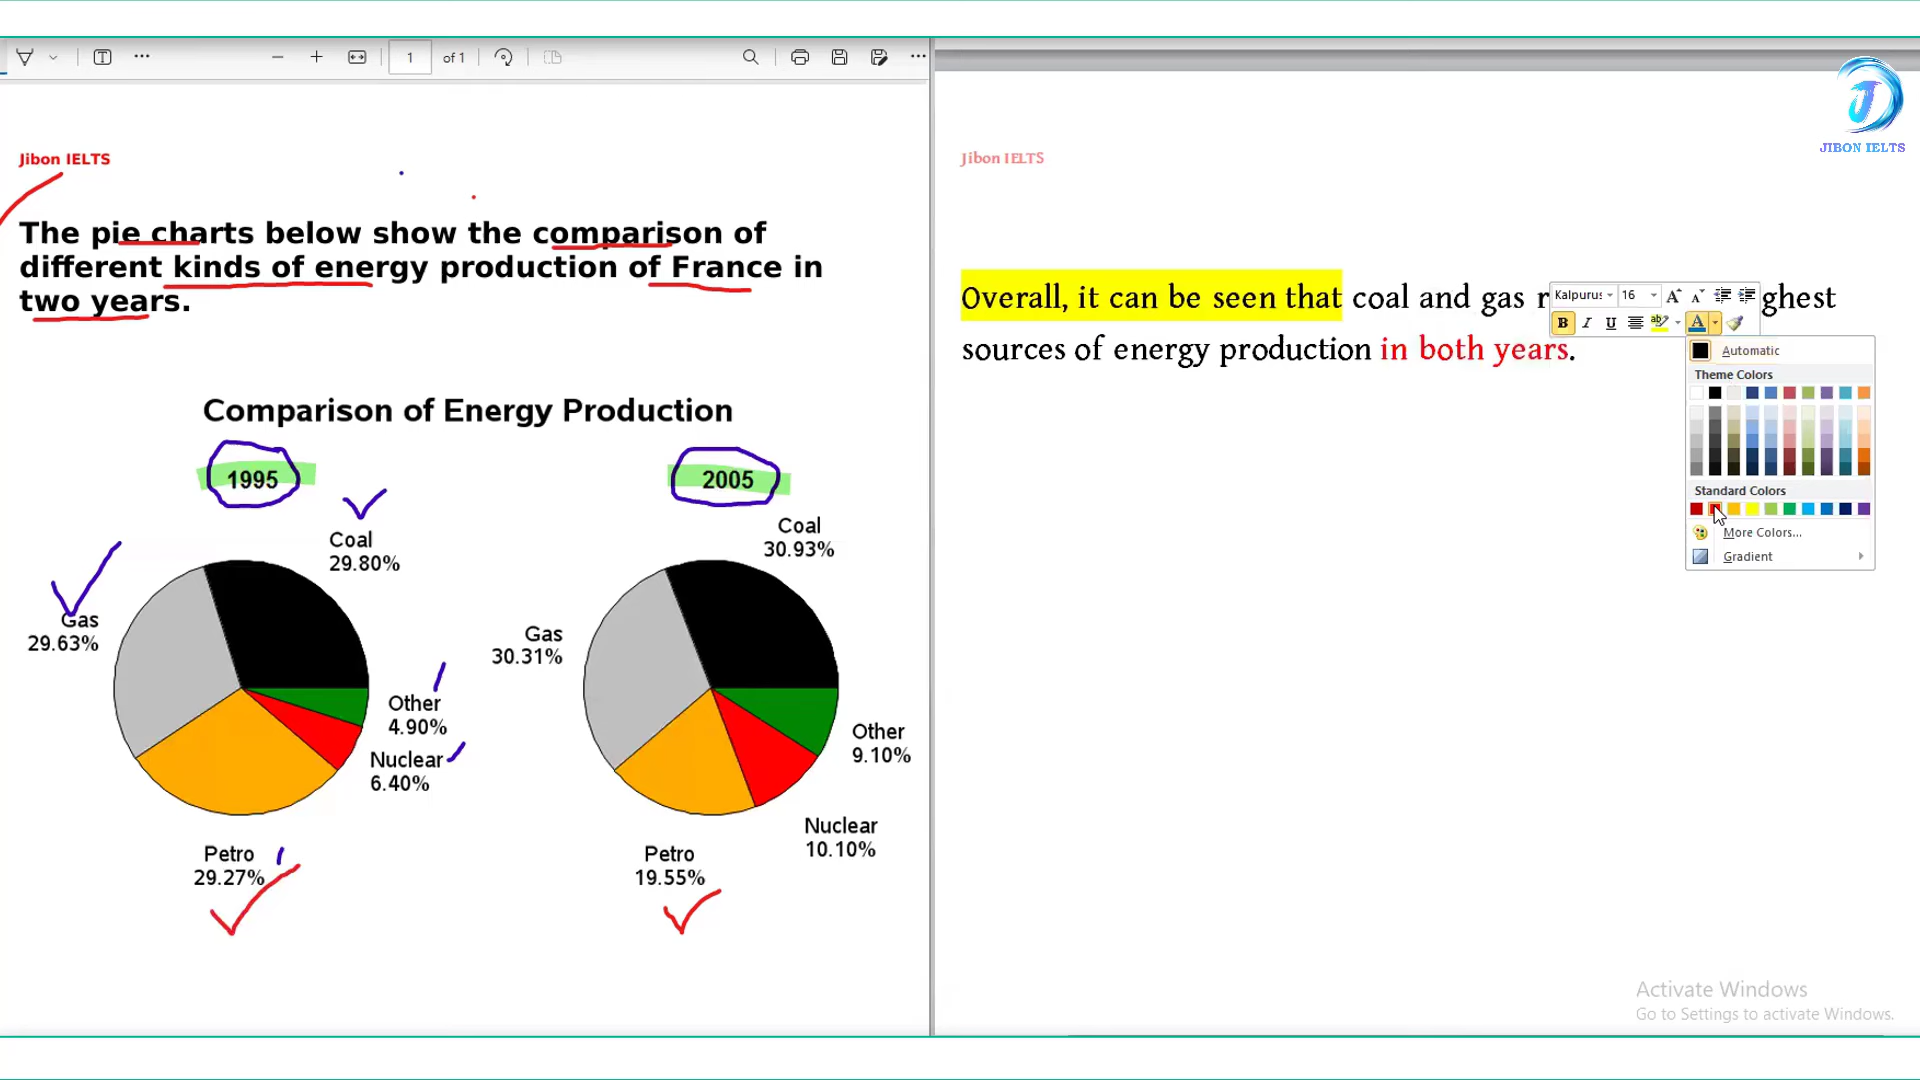 1 of 1
Jibon IELTS
The pie charts below show the comparison of
different kinds of energy production of France in
two years.
Comparison of Energy Production
1995
2005
Coal
29.80%
Gas
29.63%
Other
4.90%
Nuclear
6.40%
Petro
29.27%
Coal
30.93%
Gas
30.31%
Other
9.10%
Nuclear
10.10%
Petro
19.55%
JIBON IELTS
Jibon IELTS
Overall, it can be seen that coal and gas r ghest
sources of energy production in both years.
Kalpurus 16
B I U ab A
Automatic
Theme Colors
Standard Colors
More Colors...
Gradient
Activate Windows
Go to Settings to activate Windows.